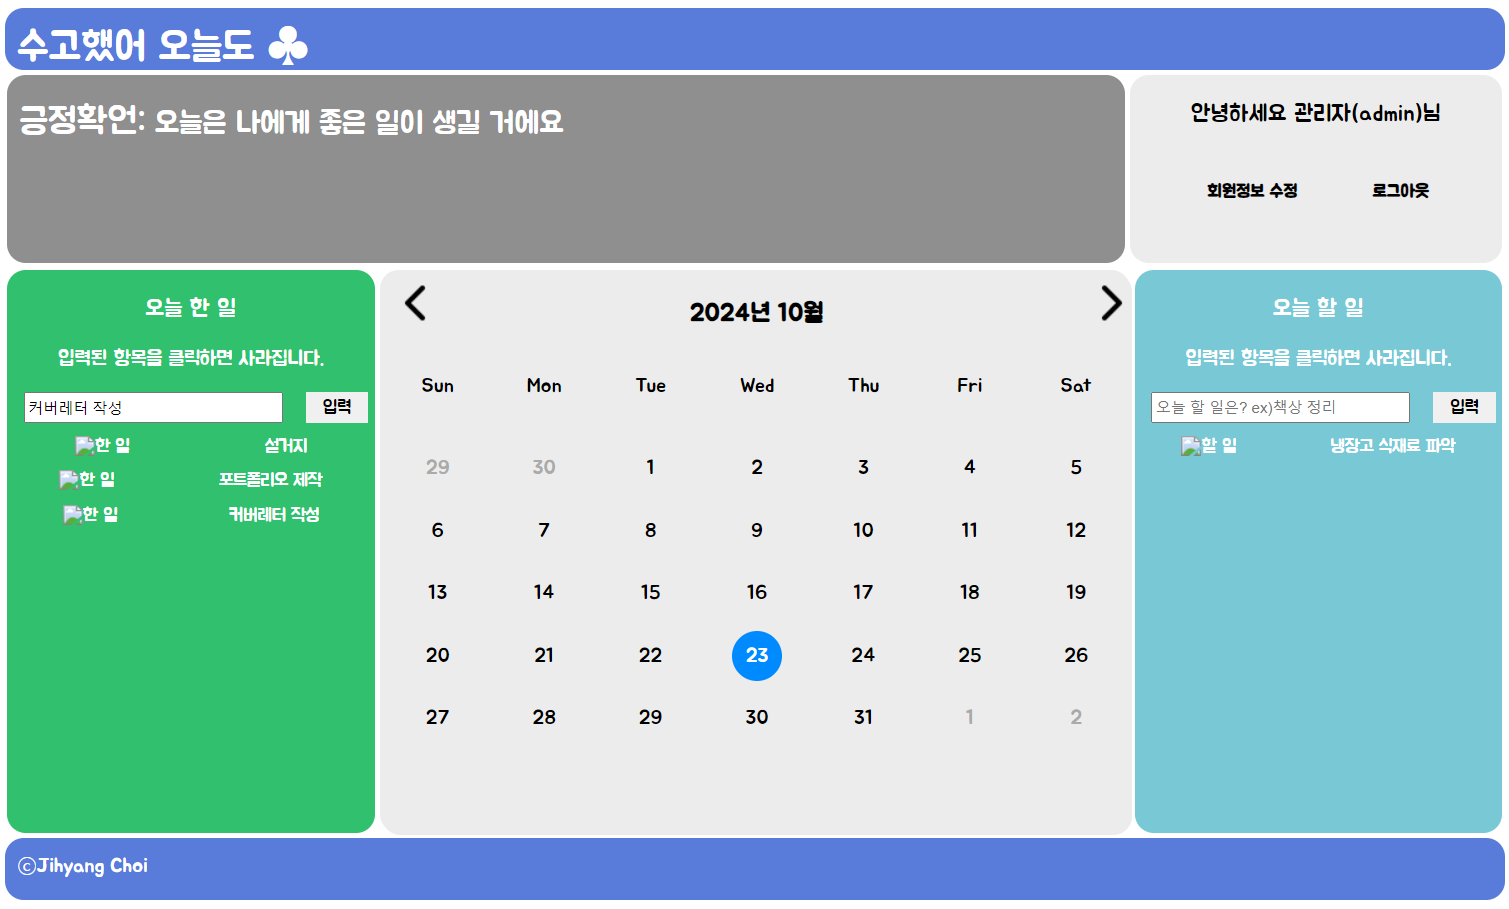 수고했어 오늘도 ♣
긍정확언: 오늘은 나에게 좋은 일이 생길 거에요
안녕하세요 관리자(admin)님
회원정보 수정 로그아웃
오늘 한 일
입력된 항목을 클릭하면 사라집니다.
커버레터 작성 입력
한 일 설거지
한 일 포트폴리오 제작
한 일 커버레터 작성
2024년 10월
Sun Mon Tue Wed Thu Fri Sat
29 30 1 2 3 4 5
6 7 8 9 10 11 12
13 14 15 16 17 18 19
20 21 22 23 24 25 26
27 28 29 30 31 1 2
오늘 할 일
입력된 항목을 클릭하면 사라집니다.
오늘 할 일은? ex)책상 정리 입력
할 일 냉장고 식재료 파악
ⓒJihyang Choi